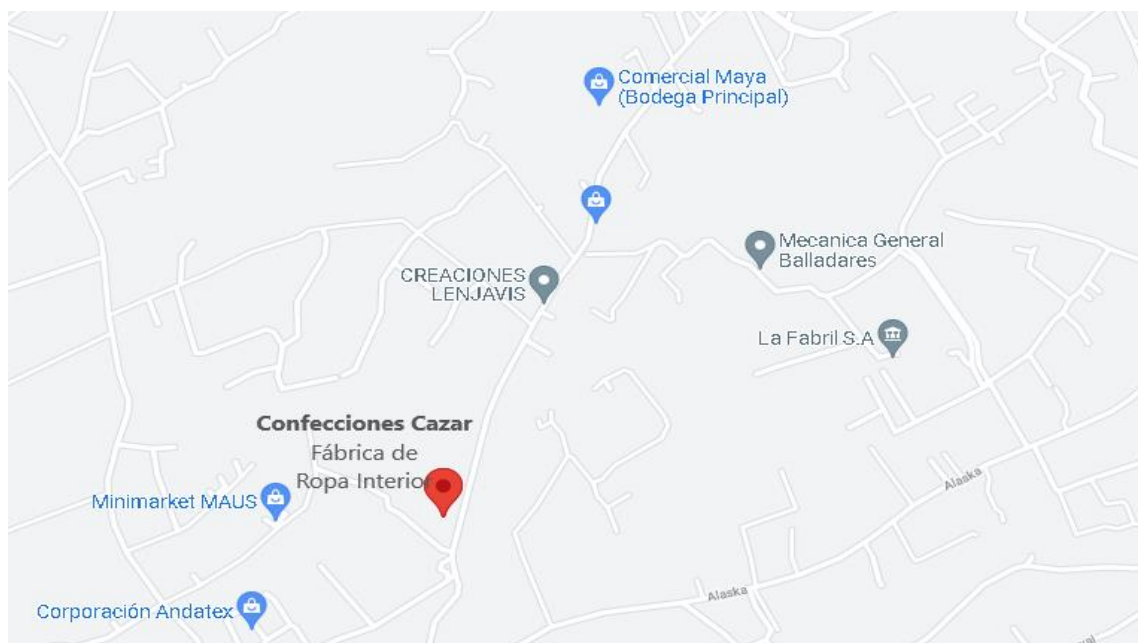 Comercial Maya
(Bodega Principal)
Mecanica General
Balladares
CREACIONES
LENJAVIS
La Fabril S.A
Confecciones Cazar
Fábrica de
Ropa Interior
Minimarket MAUS
Alaska
Alaska
Corporación Andatex